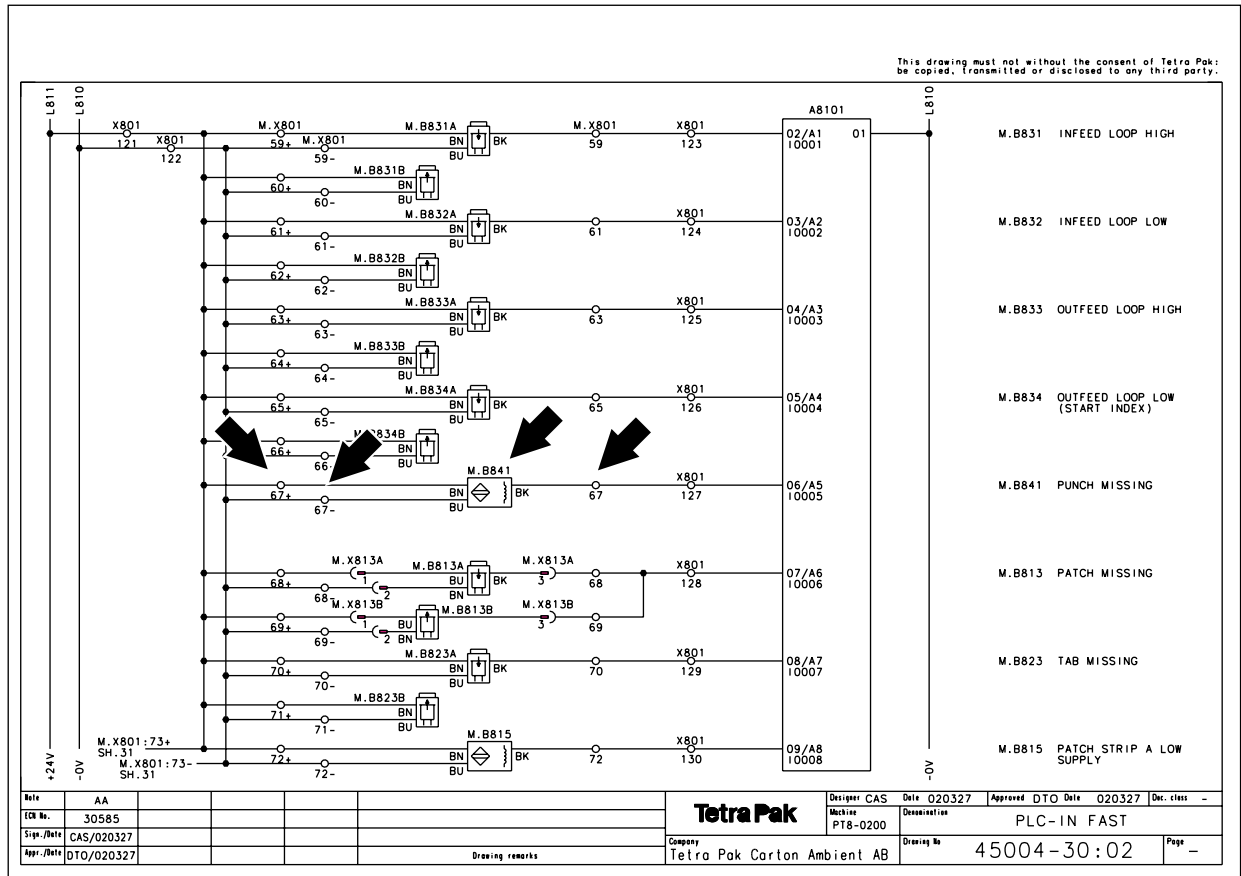 This drawing must not without the consent of Tetra Pak:
be copied, transmitted or disclosed to any third party.
L811 L810 A8101 L810
X801 M.X801 M.B831A M.X801 X801
121 59+ BN BK 59 123 02/A1 01 M.B831 INFEED LOOP HIGH
X801 M.X801 10001
122 59- BU
M.B831B
60+ BN
60- BU
M.B832A X801
61+ BN BK 61 124 03/A2 M.B832 INFEED LOOP LOW
61- BU 10002
M.B832B
62+ BN
62- BU
M.B833A X801
63+ BN BK 63 125 04/A3 M.B833 OUTFEED LOOP HIGH
63- BU 10003
M.B833B
64+ BN
64- BU
M.B834A X801
65+ BN BK 65 126 05/A4 M.B834 OUTFEED LOOP LOW
65- BU 10004 (START INDEX)
834B
66+ BN
66 BU
M.B841 X801
67+ BN BK 67 127 06/A5 M.B841 PUNCH MISSING
67- BU 10005
M.X813A M.B813A M.X813A X801
68+ 1 BU BK 3 68 128 07/A6 M.B813 PATCH MISSING
68- 2 BN 10006
M.X813B M.B813B M.X813B
69+ 1 BU 3 69
69- 2 BN
M.B823A X801
70+ BN BK 70 129 08/A7 M.B823 TAB MISSING
70- BU 10007
M.B823B
71+ BN
71- BU
M.X801:73+ M.B815 X801
SH.31 72+ BN BK 72 130 09/A8 M.B815 PATCH STRIP A LOW
M.X801:73- 10008 SUPPLY
SH.31 72- BU
+24V -0V -0V
Note AA
ECN No. 30585
Sign./Date CAS/020327
Appr./Date DTO/020327
Drawing remarks
Tetra Pak
Company
Tetra Pak Carton Ambient AB
Designer CAS Date 020327 Approved DTO Date 020327 Doc. class -
Machine
PT8-0200
Denomination
PLC-IN FAST
Drawing No
45004-30:02
Page -